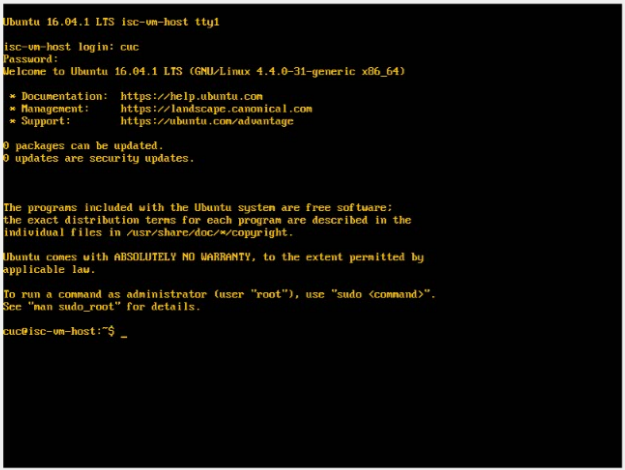 Ubuntu 16.04.1 LTS isc-vm-host tty1
isc-vm-host login: cuc
Password:
Welcome to Ubuntu 16.04.1 LTS (GNU/Linux 4.4.0-31-generic x86_64)
* Documentation:  https://help.ubuntu.com
* Management:     https://landscape.canonical.com
* Support:        https://ubuntu.com/advantage
0 packages can be updated.
0 updates are security updates.
The programs included with the Ubuntu system are free software;
the exact distribution terms for each program are described in the
individual files in /usr/share/doc/*/copyright.
Ubuntu comes with ABSOLUTELY NO WARRANTY, to the extent permitted by
applicable law.
To run a command as administrator (user "root"), use "sudo <command>".
See "man sudo_root" for details.
cuc@isc-vm-host:~$ _